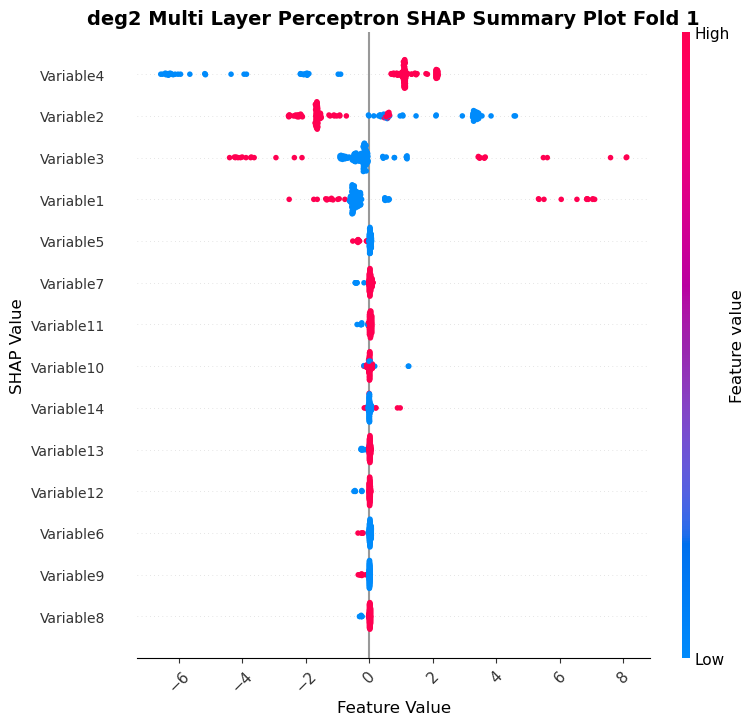 deg2 Multi Layer Perceptron SHAP Summary Plot Fold 1
High
Variable4
Variable2
Variable3
Variable1
Variable5
Variable7
Variable11
Variable10
Variable14
Variable13
Variable12
Variable6
Variable9
Variable8
SHAP Value
Feature value
Low
−6 −4 −2 0 2 4 6 8
Feature Value